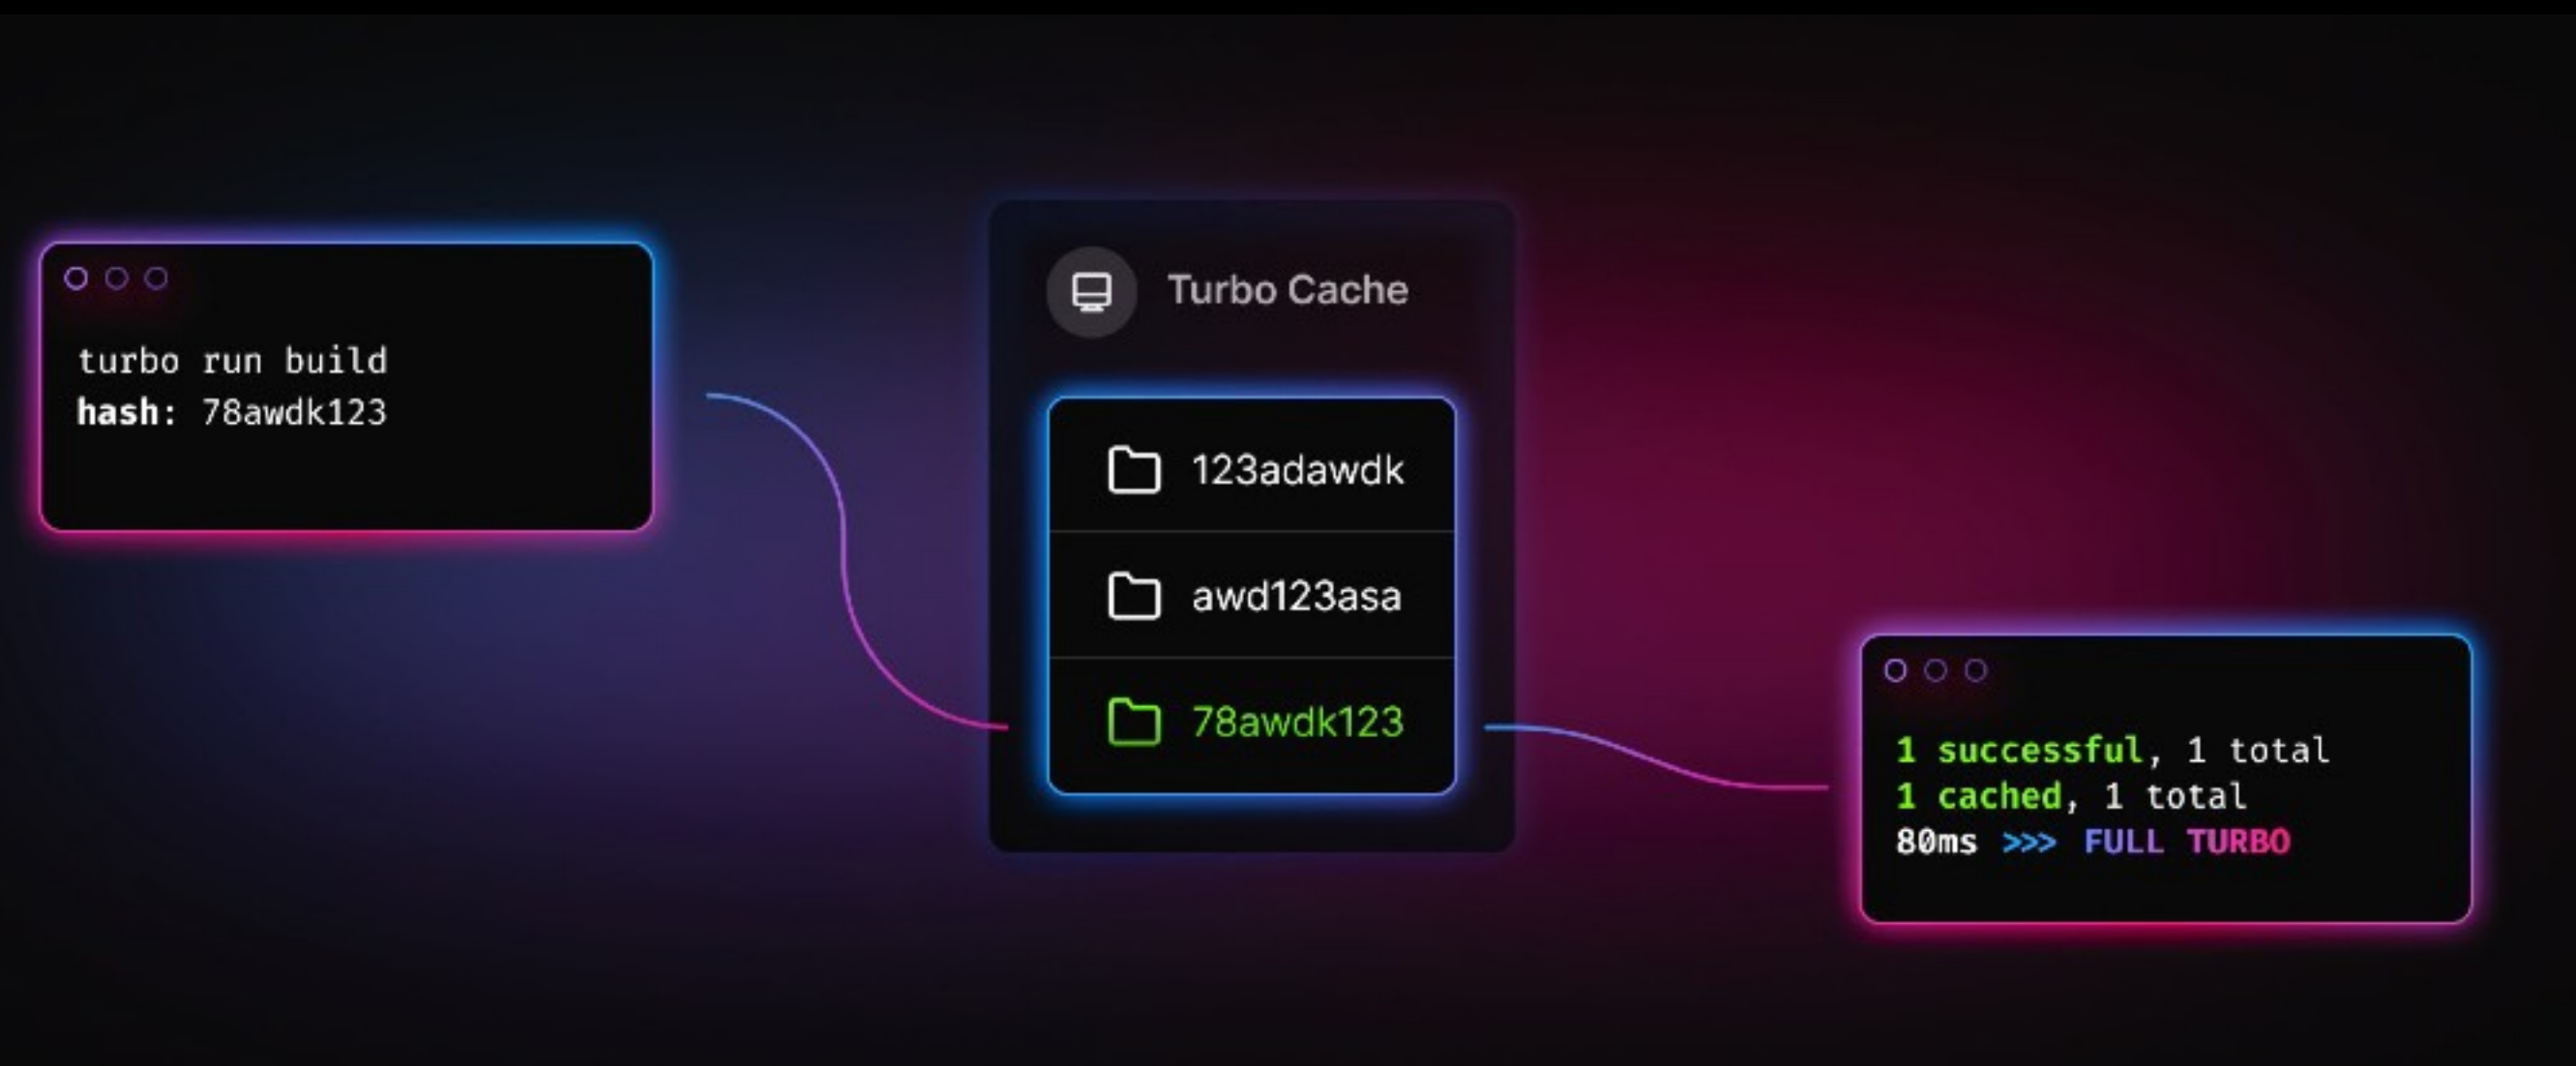 turbo run build
hash: 78awdk123
Turbo Cache
123adawdk
awd123asa
78awdk123
1 successful, 1 total
1 cached, 1 total
80ms >>> FULL TURBO